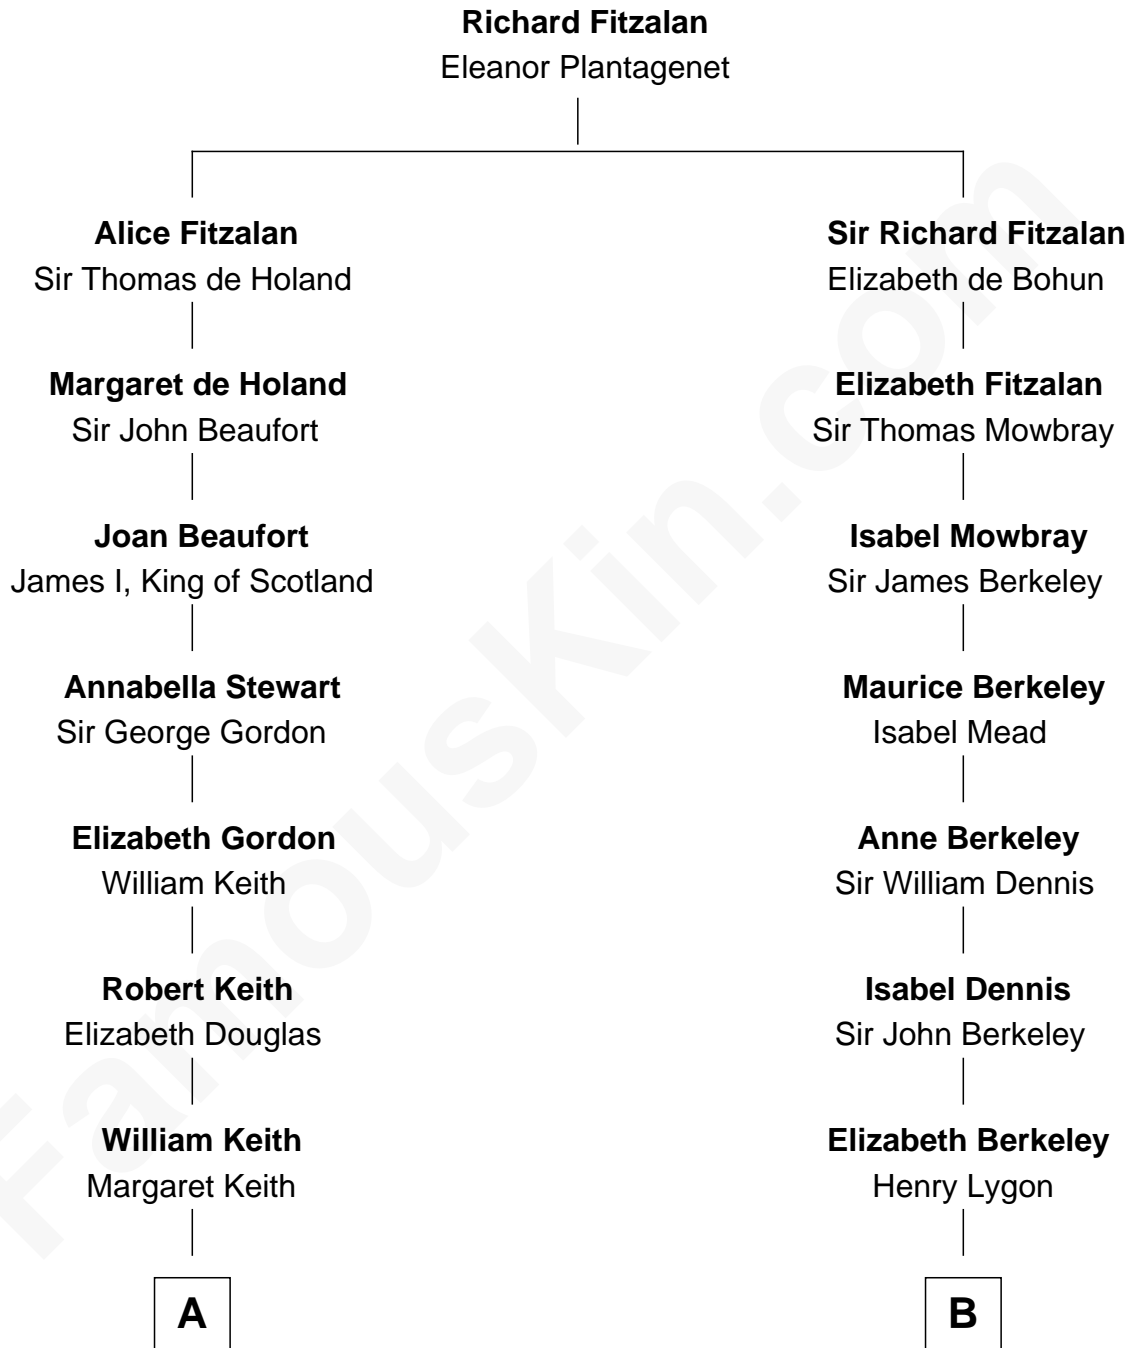 Richard Fitzalan
Eleanor Plantagenet
Alice Fitzalan
Sir Thomas de Holand
Sir Richard Fitzalan
Elizabeth de Bohun
Margaret de Holand
Sir John Beaufort
Elizabeth Fitzalan
Sir Thomas Mowbray
Joan Beaufort
James I, King of Scotland
Isabel Mowbray
Sir James Berkeley
Annabella Stewart
Sir George Gordon
Maurice Berkeley
Isabel Mead
Elizabeth Gordon
William Keith
Anne Berkeley
Sir William Dennis
Robert Keith
Elizabeth Douglas
Isabel Dennis
Sir John Berkeley
William Keith
Margaret Keith
Elizabeth Berkeley
Henry Lygon
A
B
FamousKin.com